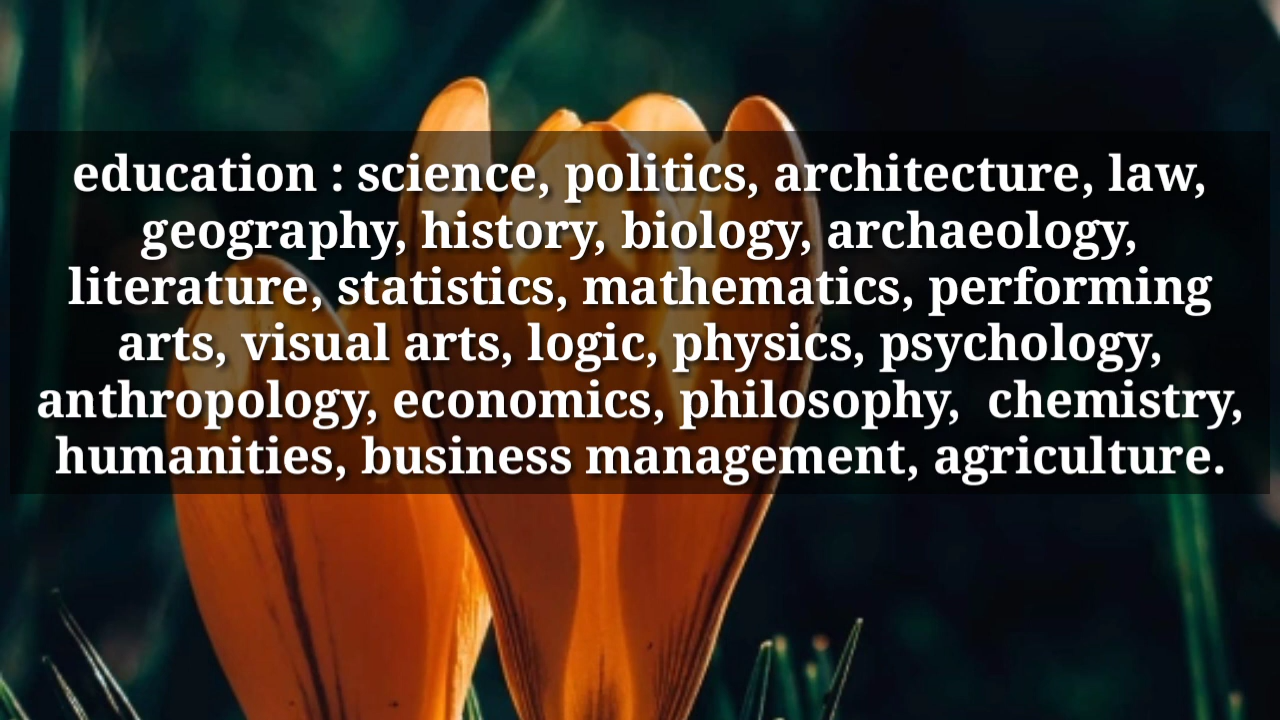 education : science, politics, architecture, law,
geography, history, biology, archaeology,
literature, statistics, mathematics, performing
arts, visual arts, logic, physics, psychology,
anthropology, economics, philosophy,  chemistry,
humanities, business management, agriculture.